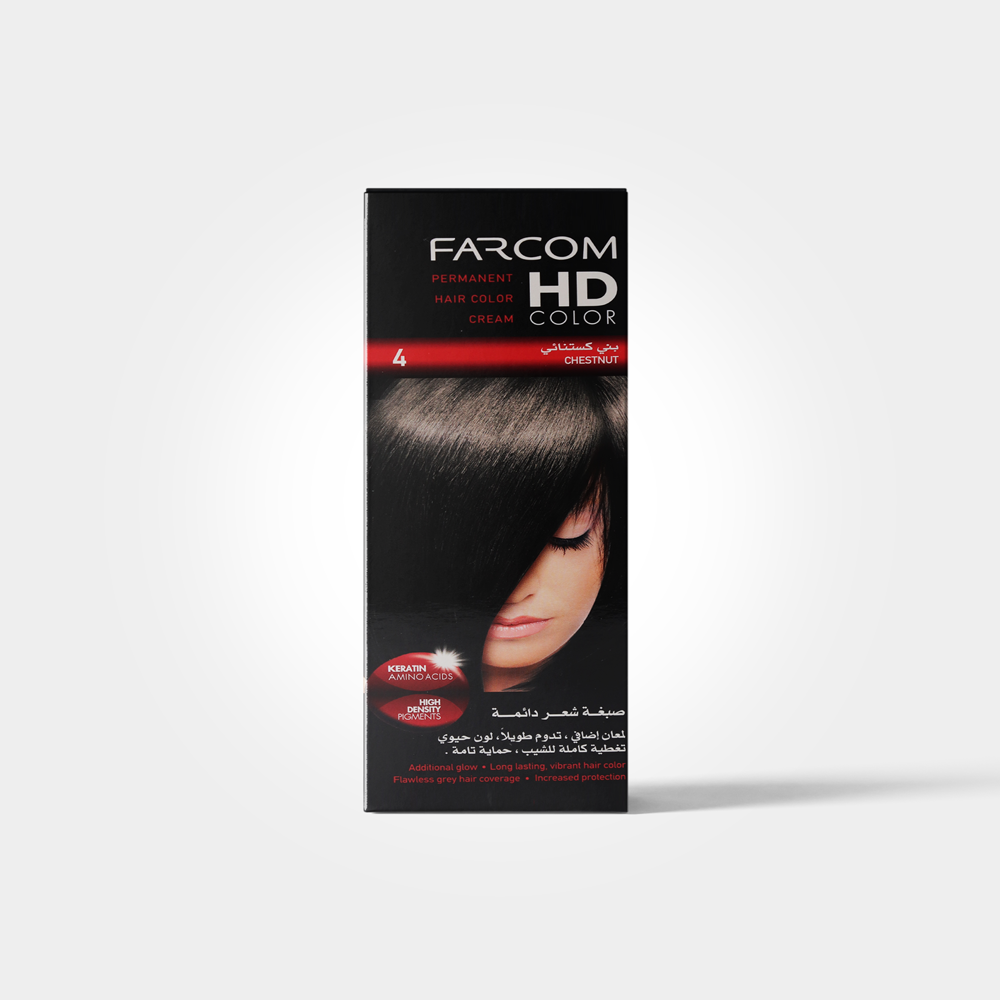 FARCOM
PERMANENT
HAIR COLOR
CREAM
HD
COLOR
4
بني كستنائي
CHESTNUT
KERATIN
AMINO ACIDS
HIGH
DENSITY
PIGMENTS
صبغة شعر دائمة
لمعان إضافي ، تدوم طويلاً، لون حيوي
تغطية كاملة للشيب ، حماية تامة .
Additional glow • Long lasting, vibrant hair color
Flawless grey hair coverage • Increased protection